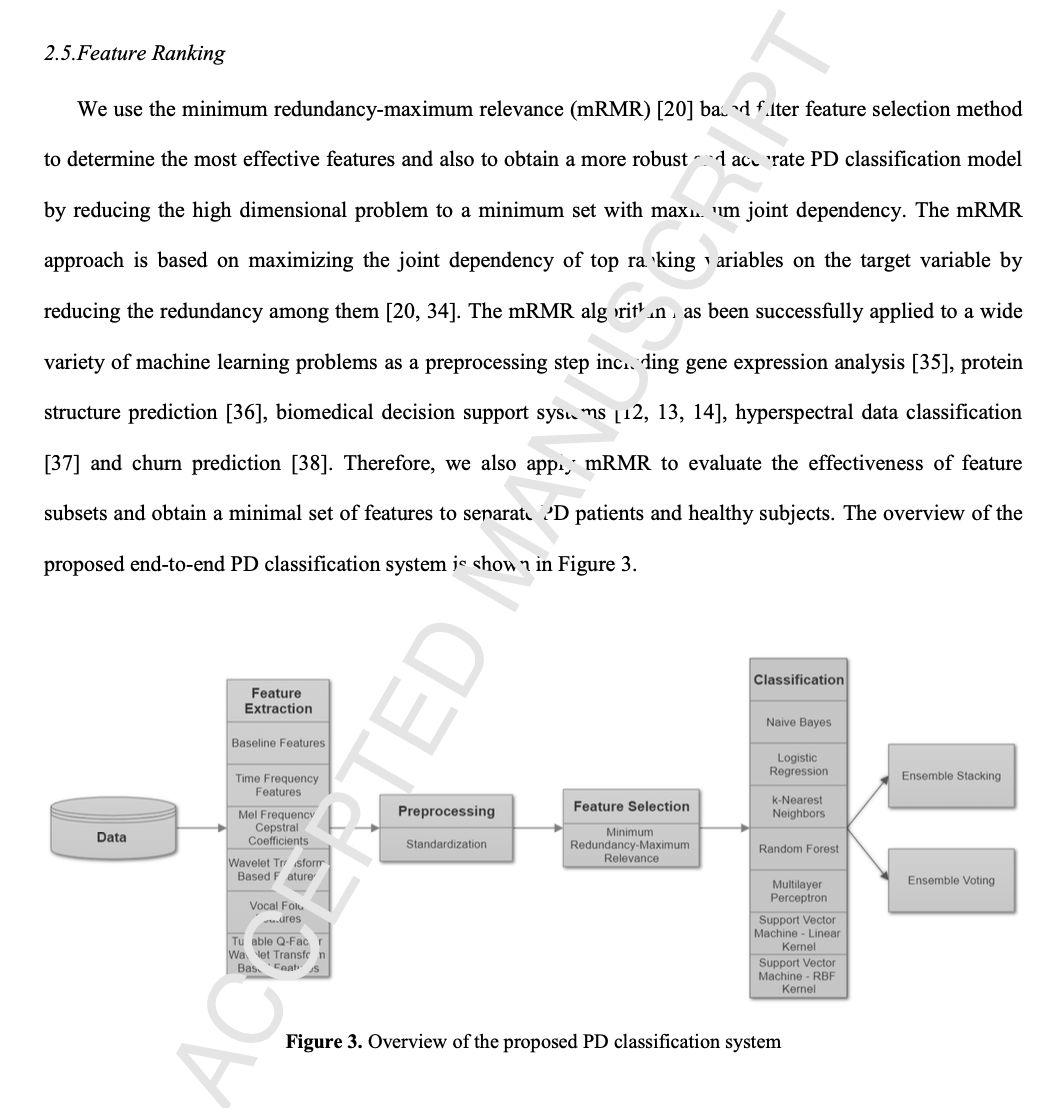 2.5.Feature Ranking
We use the minimum redundancy-maximum relevance (mRMR) [20] based filter feature selection method
to determine the most effective features and also to obtain a more robust and accurate PD classification model
by reducing the high dimensional problem to a minimum set with maximum joint dependency. The mRMR
approach is based on maximizing the joint dependency of top ranking variables on the target variable by
reducing the redundancy among them [20, 34]. The mRMR algorithm has been successfully applied to a wide
variety of machine learning problems as a preprocessing step including gene expression analysis [35], protein
structure prediction [36], biomedical decision support systems [12, 13, 14], hyperspectral data classification
[37] and churn prediction [38]. Therefore, we also apply mRMR to evaluate the effectiveness of feature
subsets and obtain a minimal set of features to separate PD patients and healthy subjects. The overview of the
proposed end-to-end PD classification system is shown in Figure 3.
Data
Feature
Extraction
Baseline Features
Time Frequency
Features
Mel Frequency
Cepstral
Coefficients
Wavelet Transform
Based Features
Vocal Fold
Features
Tunable Q-Factor
Wavelet Transform
Based Features
Preprocessing
Standardization
Feature Selection
Minimum
Redundancy-Maximum
Relevance
Classification
Naive Bayes
Logistic
Regression
k-Nearest
Neighbors
Random Forest
Multilayer
Perceptron
Support Vector
Machine - Linear
Kernel
Support Vector
Machine - RBF
Kernel
Ensemble Stacking
Ensemble Voting
Figure 3. Overview of the proposed PD classification system
ACCEPTED MANUSCRIPT